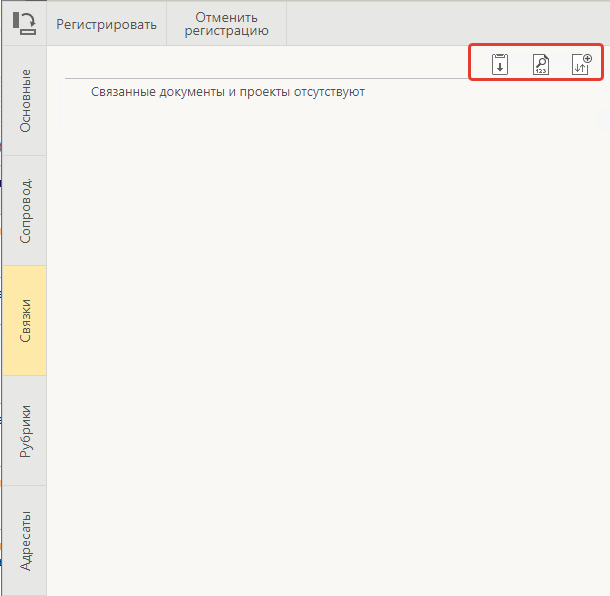 Регистрировать
Отменить
регистрацию
123
Связанные документы и проекты отсутствуют
Основные
Сопровод.
Связки
Рубрики
Адресаты